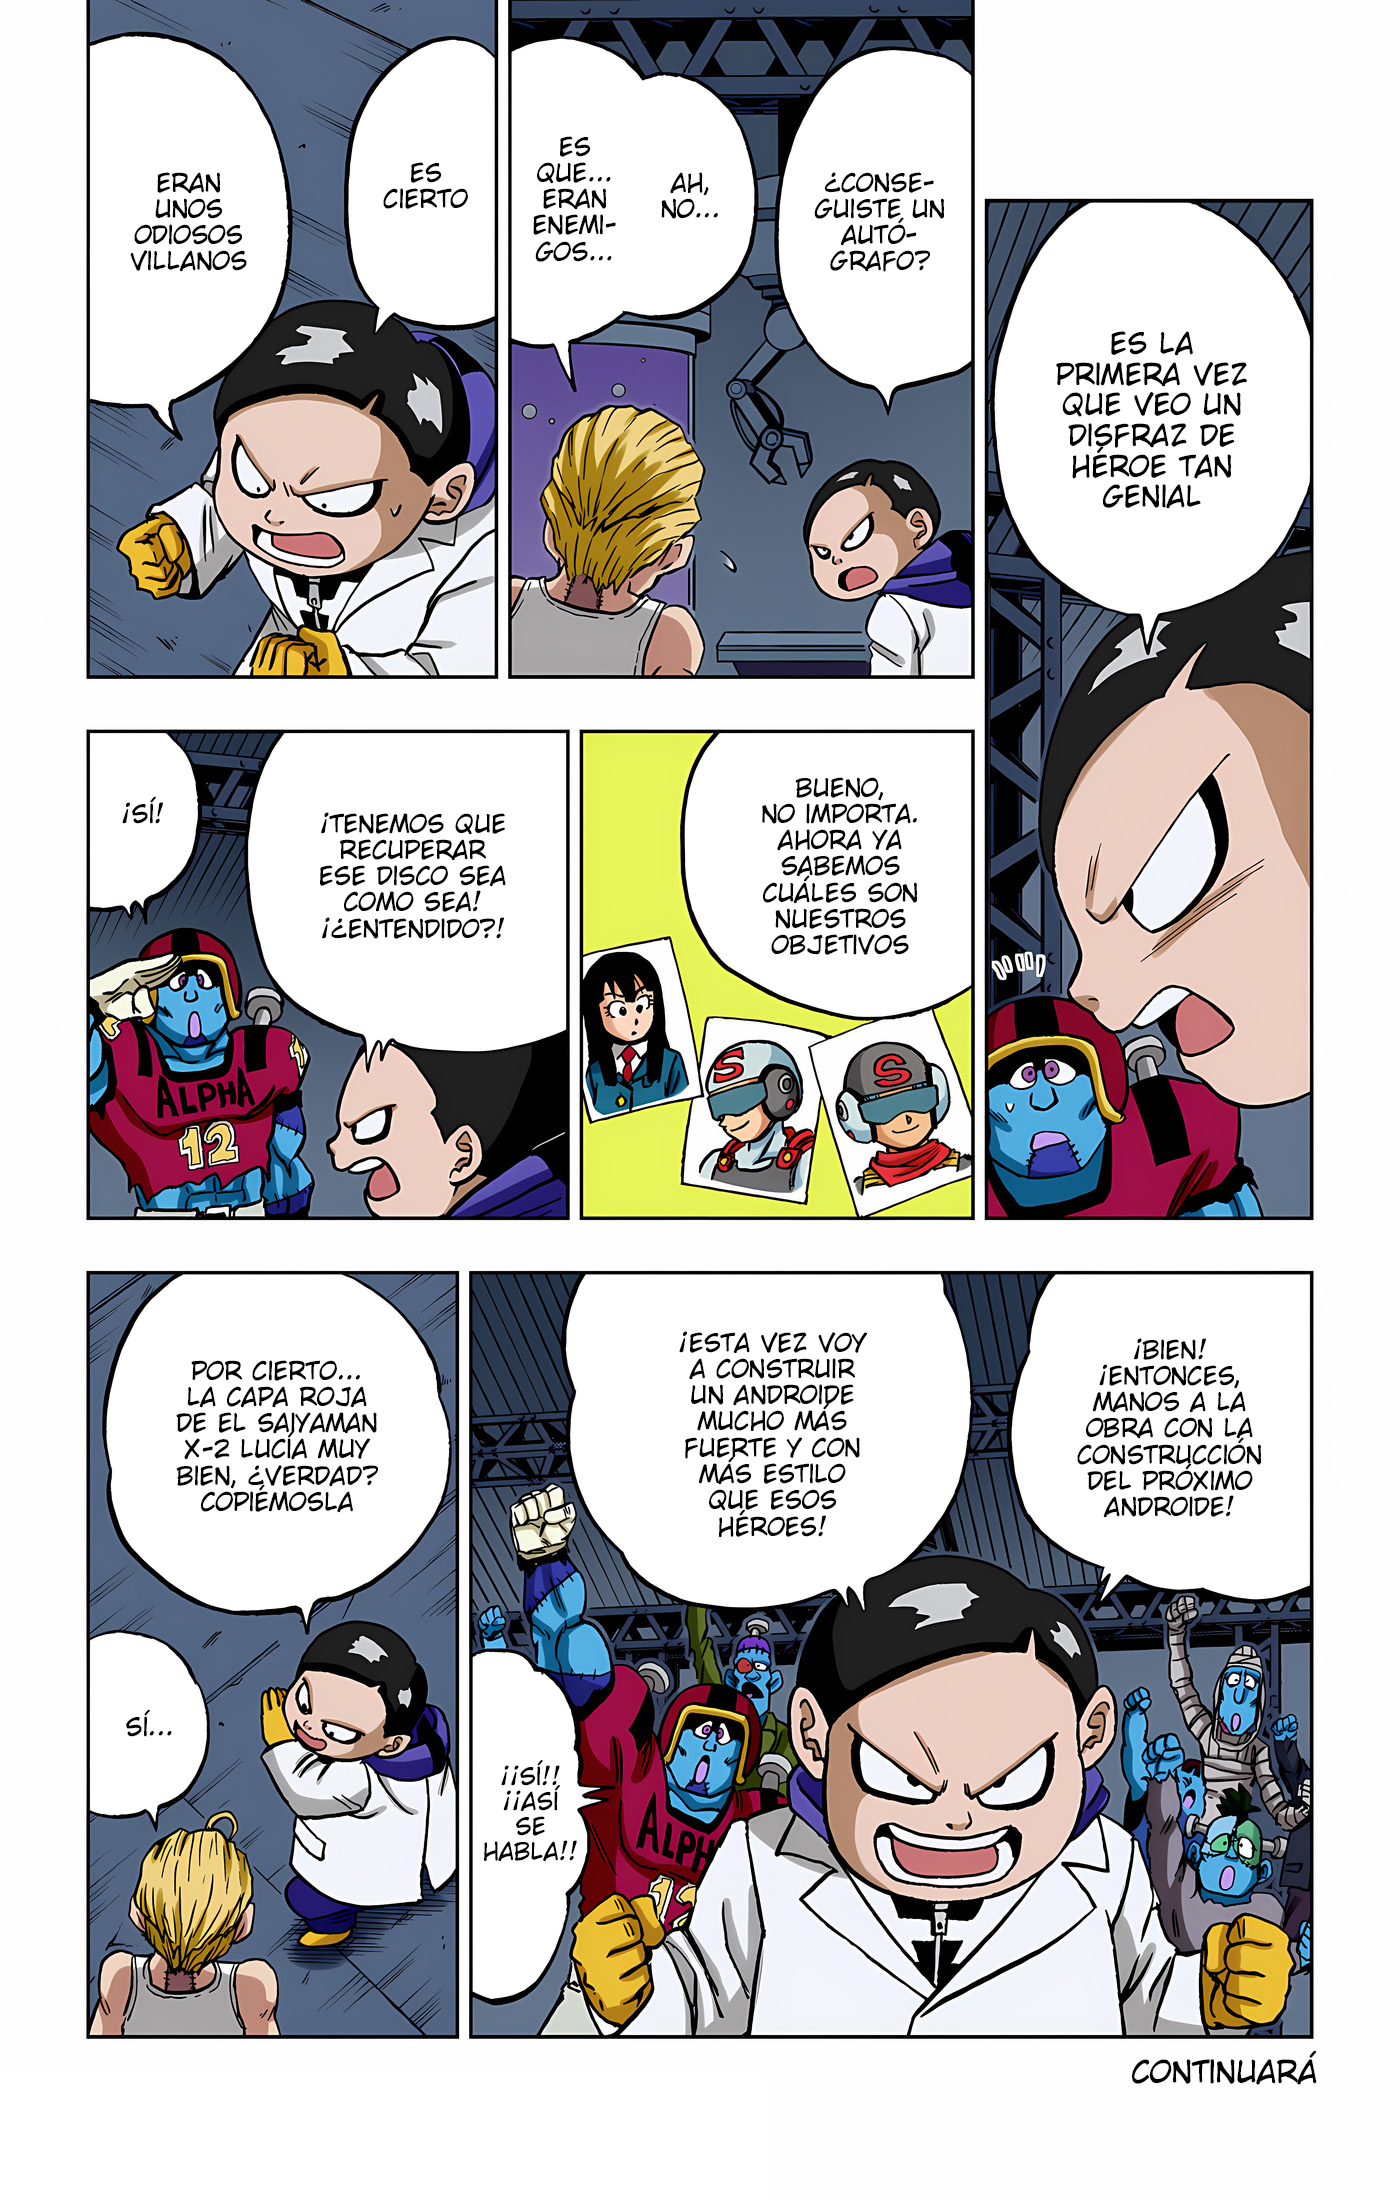 ES LA
PRIMERA VEZ
QUE VEO UN
DISFRAZ DE
HÉROE TAN
GENIAL
¿CONSE-
GUISTE UN
AUTÓ-
GRAFO?
AH,
NO...
ES
QUE...
ERAN
ENEMI-
GOS...
ES
CIERTO
ERAN
UNOS
ODIOSOS
VILLANOS
BUENO,
NO IMPORTA.
AHORA YA
SABEMOS
CUÁLES SON
NUESTROS
OBJETIVOS
S
S
¡TENEMOS QUE
RECUPERAR
ESE DISCO SEA
COMO SEA!
¡¿ENTENDIDO?!
¡SÍ!
ALPHA
12
¡BIEN!
¡ENTONCES,
MANOS A LA
OBRA CON LA
CONSTRUCCIÓN
DEL PRÓXIMO
ANDROIDE!
¡ESTA VEZ VOY
A CONSTRUIR
UN ANDROIDE
MUCHO MÁS
FUERTE Y CON
MÁS ESTILO
QUE ESOS
HÉROES!
¡¡SÍ!!
¡¡ASÍ
SE
HABLA!!
ALPH
12
POR CIERTO...
LA CAPA ROJA
DE EL SAIYAMAN
X-2 LUCÍA MUY
BIEN, ¿VERDAD?
COPIÉMOSLA
SÍ...
CONTINUARÁ